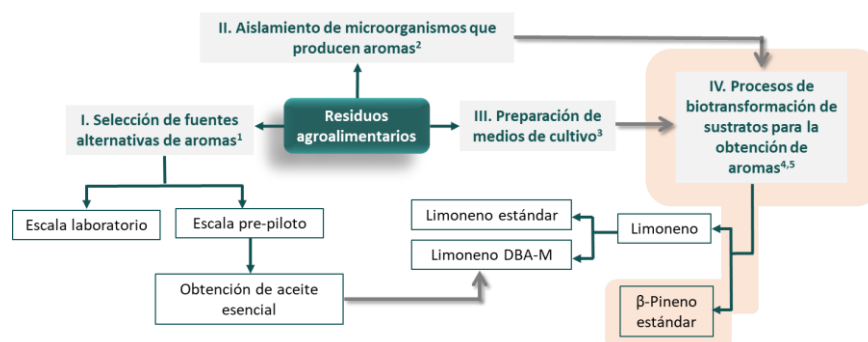 II. Aislamiento de microorganismos que
producen aromas²
I. Selección de fuentes
alternativas de aromas¹
Residuos
agroalimentarios
III. Preparación de
medios de cultivo³
IV. Procesos de
biotransformación de
sustratos para la
obtención de
aromas⁴,⁵
Escala laboratorio
Escala pre-piloto
Obtención de aceite
esencial
Limoneno estándar
Limoneno DBA-M
Limoneno
β-Pineno
estándar